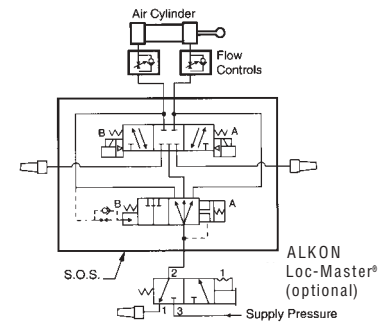 Air Cylinder
Flow
Controls
B
A
B
A
S.O.S.
ALKON
Loc-Master®
(optional)
2
1
1
3
Supply Pressure